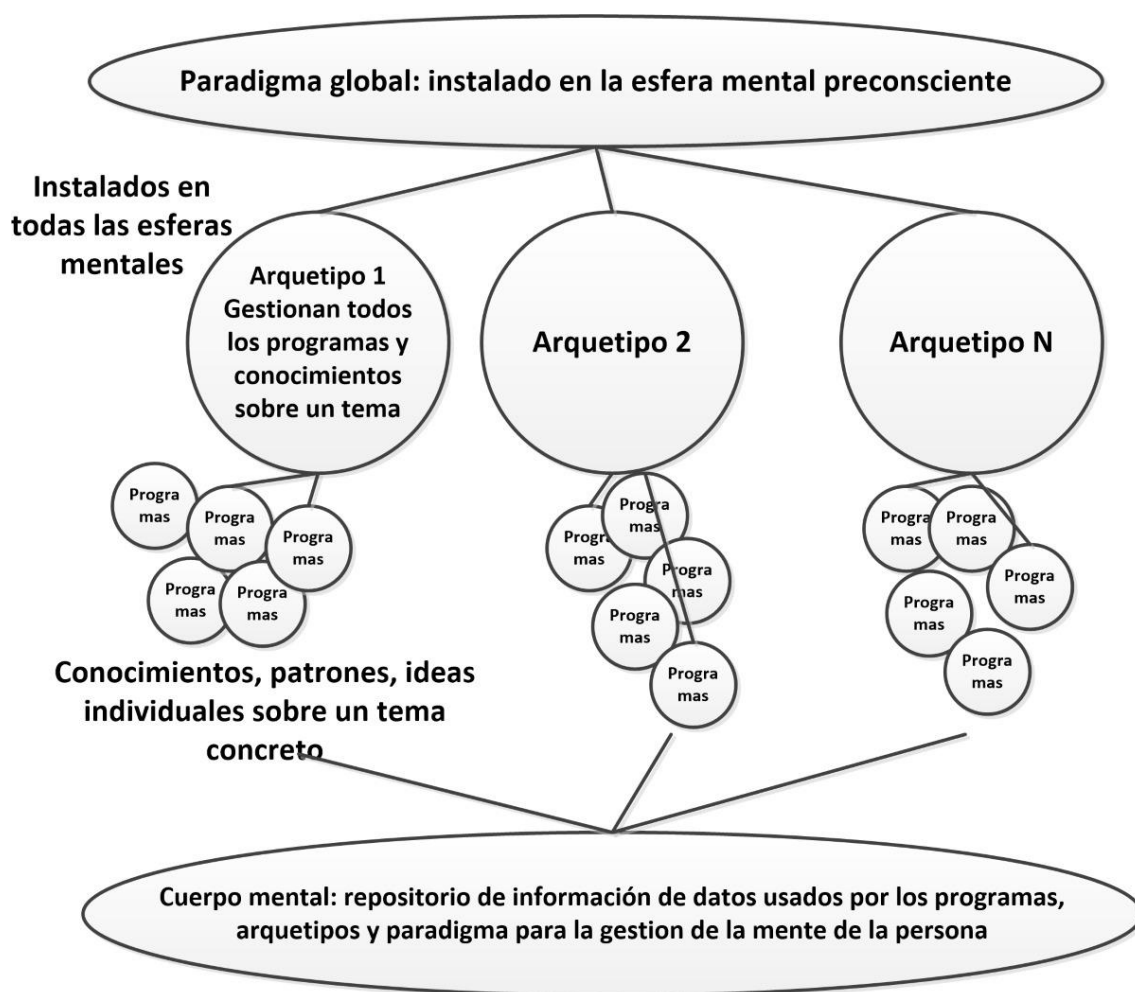 Paradigma global: instalado en la esfera mental preconsciente
Instalados en
todas las esferas
mentales
Arquetipo 1
Gestionan todos
los programas y
conocimientos
sobre un tema
Arquetipo 2
Arquetipo N
Progra
mas
Progra
mas
Progra
mas
Progra
mas
Progra
mas
Progra
mas
Progra
mas
Progra
mas
Progra
mas
Progra
mas
Progra
mas
Progra
mas
Progra
mas
Progra
mas
Progra
mas
Conocimientos, patrones, ideas
individuales sobre un tema
concreto
Cuerpo mental: repositorio de información de datos usados por los programas,
arquetipos y paradigma para la gestion de la mente de la persona